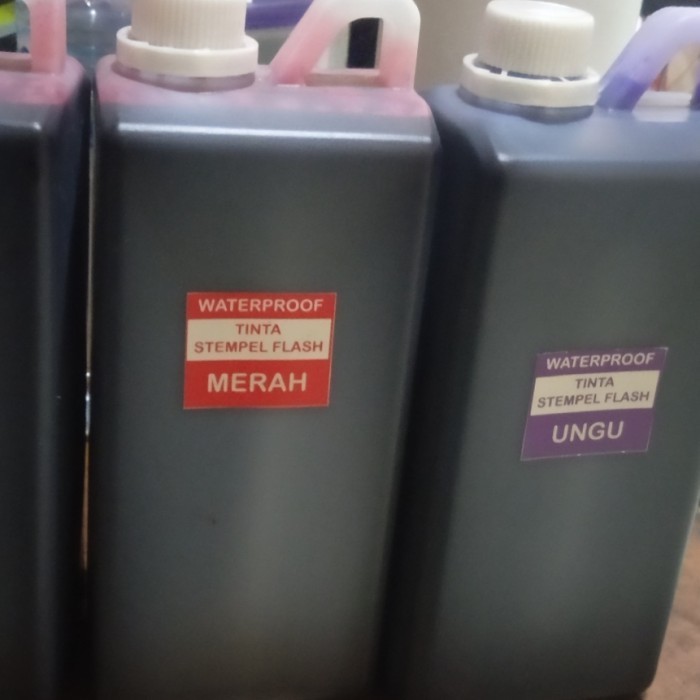 WATERPROOF
TINTA
STEMPEL FLASH
MERAH
WATERPROOF
TINTA
STEMPEL FLASH
UNGU